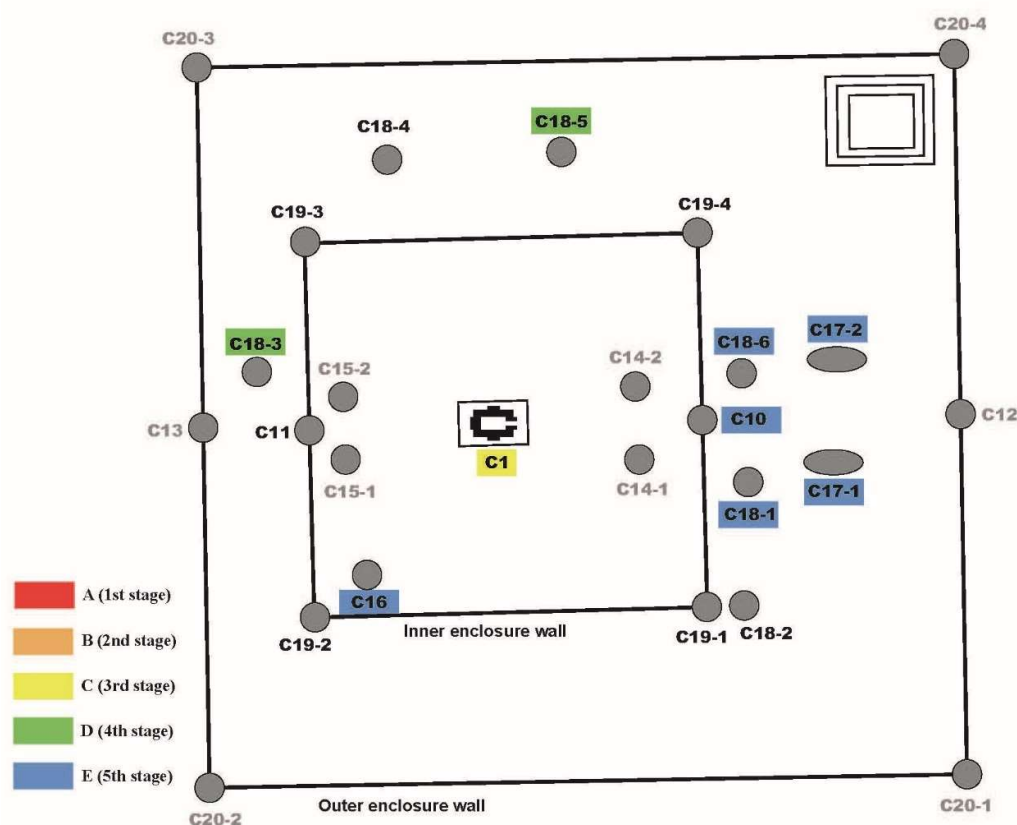 C20-3
C20-4
C18-4
C18-5
C19-3
C19-4
C18-3
C15-2
C14-2
C18-6
C17-2
C13
C11
C10
C12
C1
C15-1
C14-1
C18-1
C17-1
C16
A (1st stage)
B (2nd stage)
C (3rd stage)
D (4th stage)
E (5th stage)
C19-2
Inner enclosure wall
C19-1
C18-2
C20-2
Outer enclosure wall
C20-1